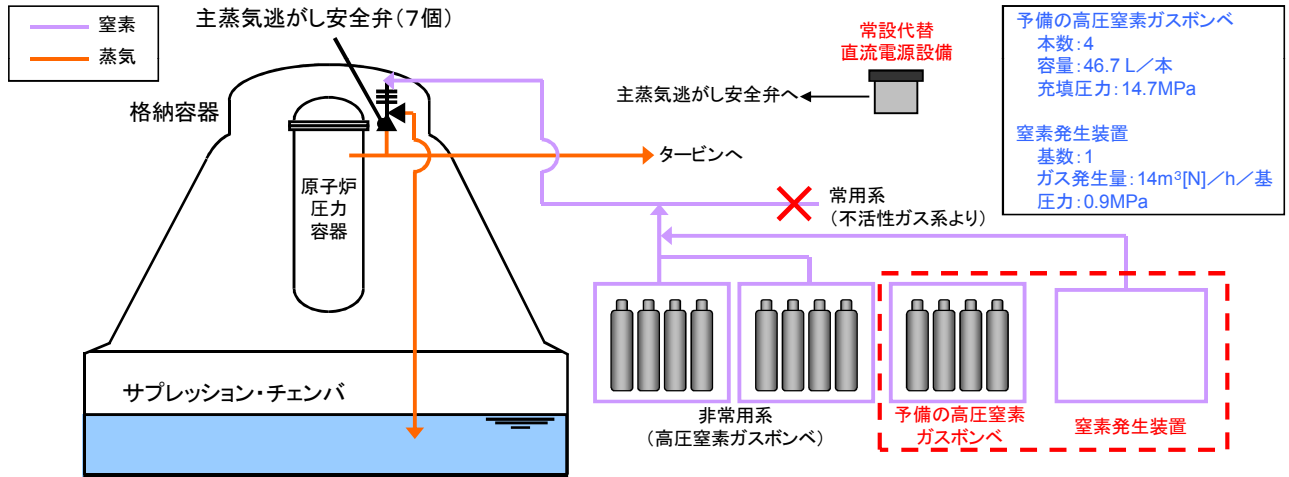 窒素
蒸気
主蒸気逃がし安全弁(7個)
格納容器
原子炉
圧力
容器
タービンへ
常設代替
直流電源設備
主蒸気逃がし安全弁へ
予備の高圧窒素ガスボンベ
本数:4
容量:46.7 L/本
充填圧力:14.7MPa
窒素発生装置
基数:1
ガス発生量:14m³[N]/h/基
圧力:0.9MPa
常用系
(不活性ガス系より)
サプレッション・チェンバ
非常用系
(高圧窒素ガスボンベ)
予備の高圧窒素
ガスボンベ
窒素発生装置